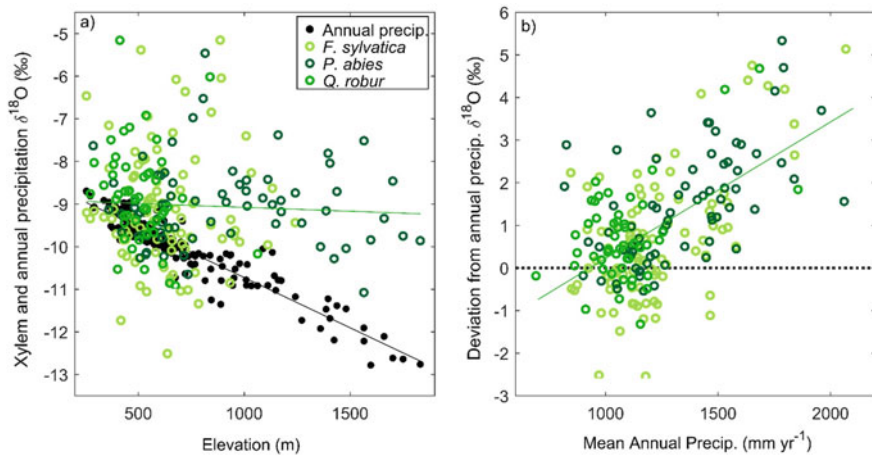 a)
Annual precip.
F. sylvatica
P. abies
Q. robur
-5
-6
-7
-8
-9
-10
-11
-12
-13
Xylem and annual precipitation δ¹⁸O (‰)
500 1000 1500
Elevation (m)
b)
6
5
4
3
2
1
0
-1
-2
-3
Deviation from annual precip. δ¹⁸O (‰)
1000 1500 2000
Mean Annual Precip. (mm yr⁻¹)